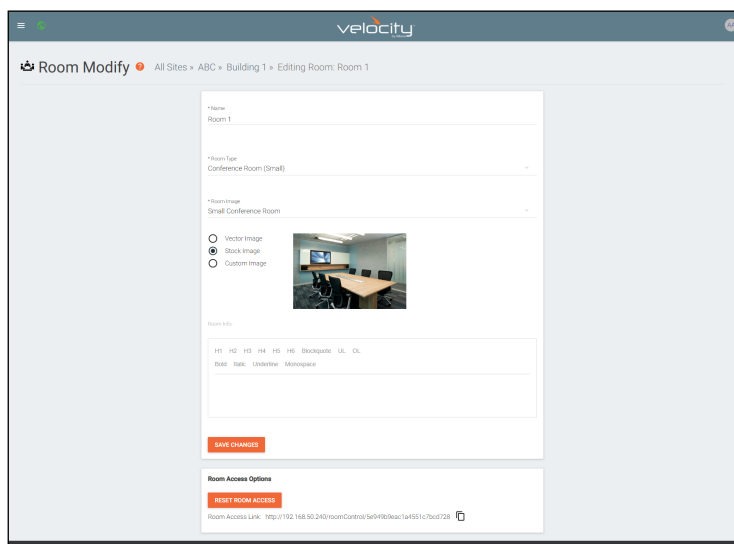 velocity
Room Modify ? All Sites » ABC » Building 1 » Editing Room: Room 1
* Name
Room 1
* Room Type
Conference Room (Small)
* Room Image
Small Conference Room
Vector Image
Stock Image
Custom Image
Room Info
H1 H2 H3 H4 H5 H6 Blockquote UL OL
Bold Italic Underline Monospace
SAVE CHANGES
Room Access Options
RESET ROOM ACCESS
Room Access Link: http://192.168.50.240/roomControl/5e949b9eac1a4551c7bcd728